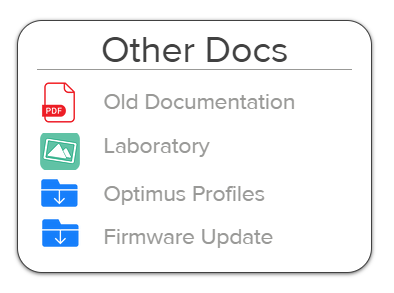 Other Docs
PDF
Old Documentation
Laboratory
Optimus Profiles
Firmware Update